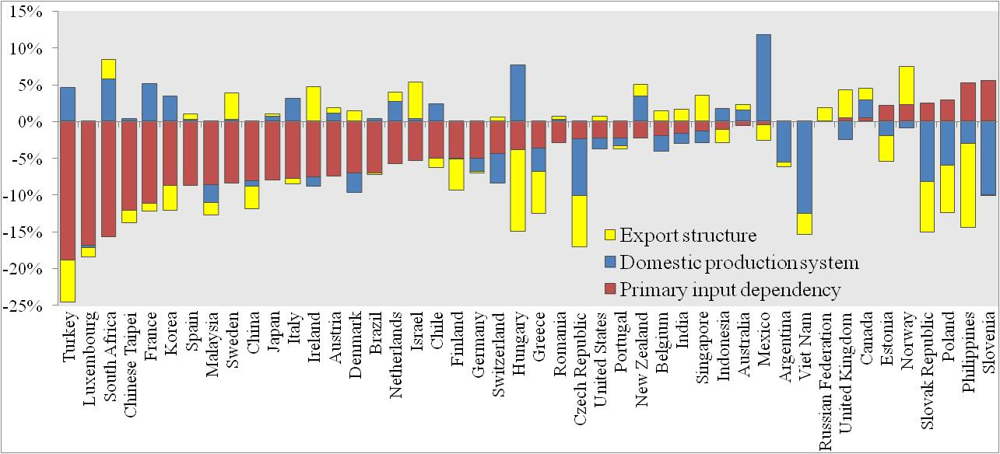 15%
10%
5%
0%
-5%
-10%
-15%
-20%
-25%
Export structure
Domestic production system
Primary input dependency
Turkey
Luxembourg
South Africa
Chinese Taipei
France
Korea
Spain
Malaysia
Sweden
China
Japan
Italy
Ireland
Austria
Denmark
Brazil
Netherlands
Israel
Chile
Finland
Germany
Switzerland
Hungary
Greece
Romania
Czech Republic
United States
Portugal
New Zealand
Belgium
India
Singapore
Indonesia
Australia
Mexico
Argentina
Viet Nam
Russian Federation
United Kingdom
Canada
Estonia
Norway
Slovak Republic
Poland
Philippines
Slovenia